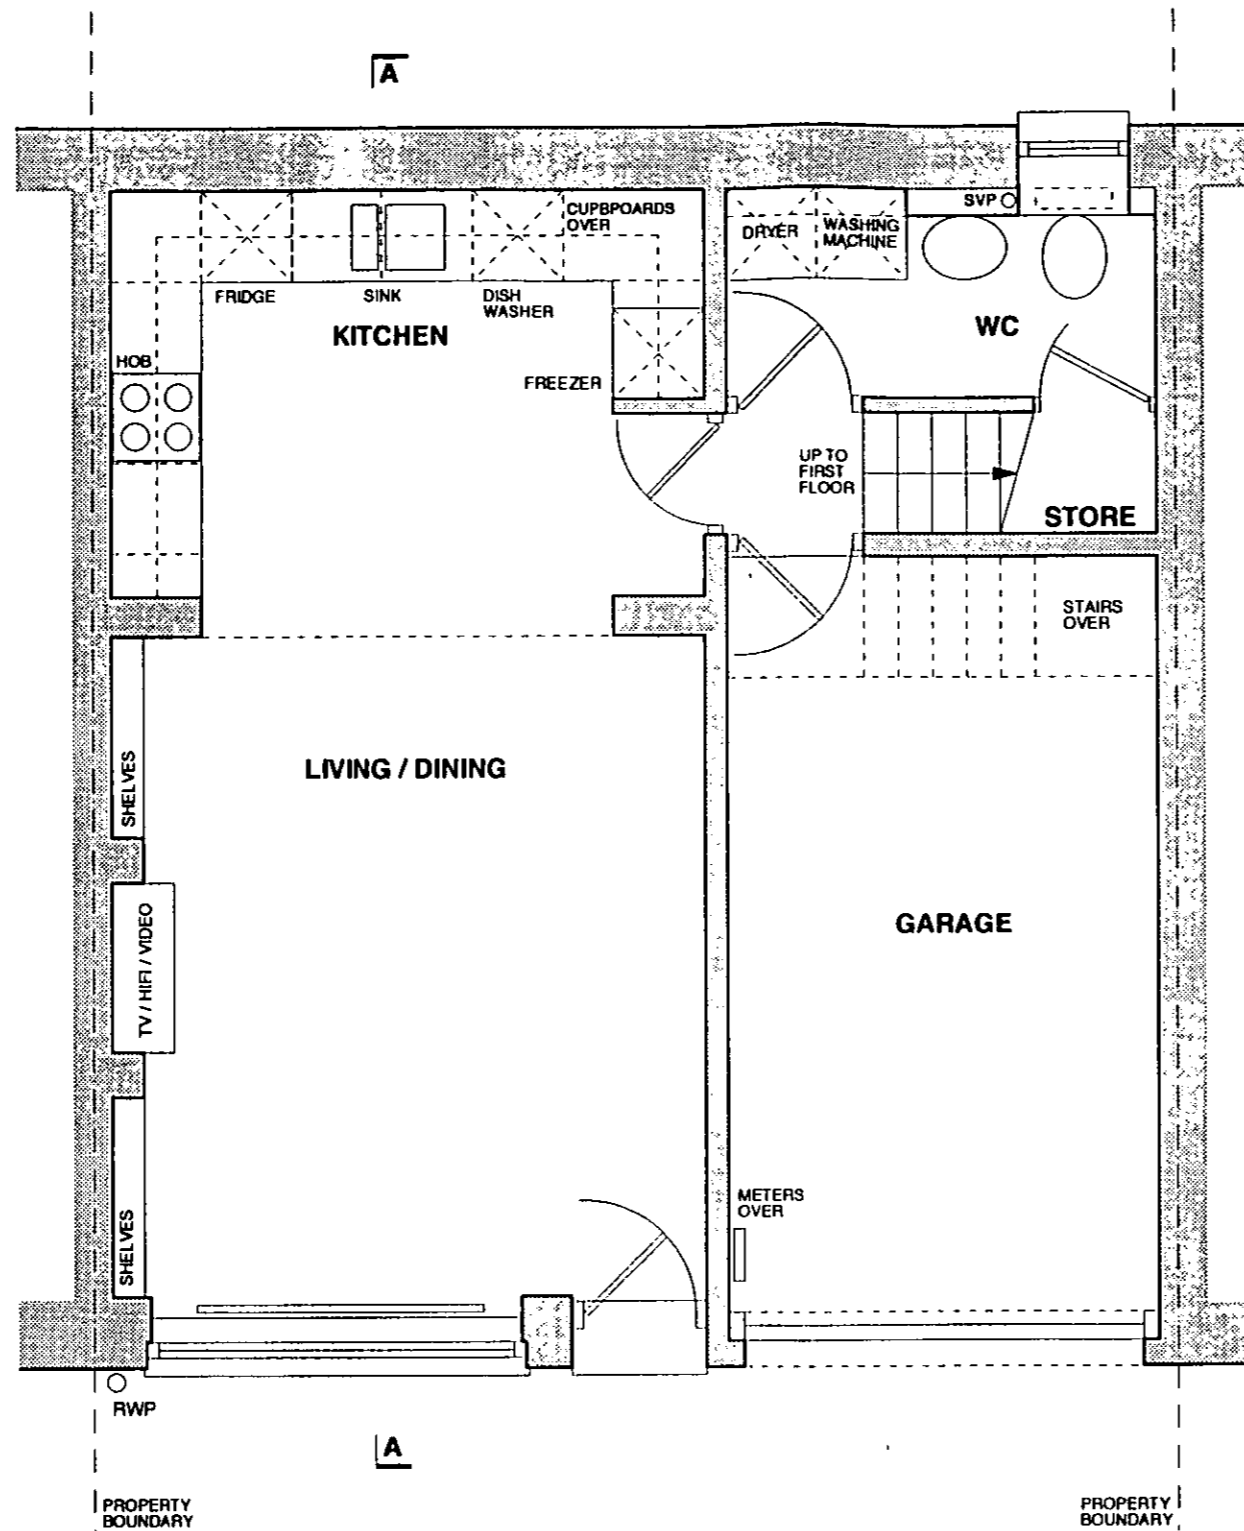 A
CUPBPOARDS
OVER
SVP
DRYER
WASHING
MACHINE
FRIDGE
SINK
DISH
WASHER
KITCHEN
WC
HOB
FREEZER
UP TO
FIRST
FLOOR
STORE
STAIRS
OVER
SHELVES
LIVING / DINING
TV / HIFI / VIDEO
GARAGE
METERS
OVER
SHELVES
RWP
A
PROPERTY
BOUNDARY
PROPERTY
BOUNDARY